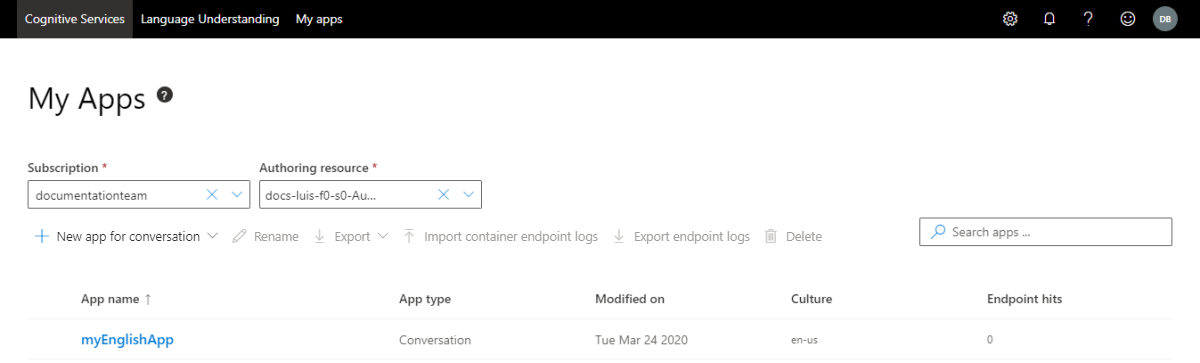 Cognitive Services Language Understanding My apps ? DB
My Apps ?
Subscription * Authoring resource *
documentationteam docs-luis-f0-s0-Au...
New app for conversation Rename Export Import container endpoint logs Export endpoint logs Delete Search apps ...
App name ↑ App type Modified on Culture Endpoint hits
myEnglishApp Conversation Tue Mar 24 2020 en-us 0